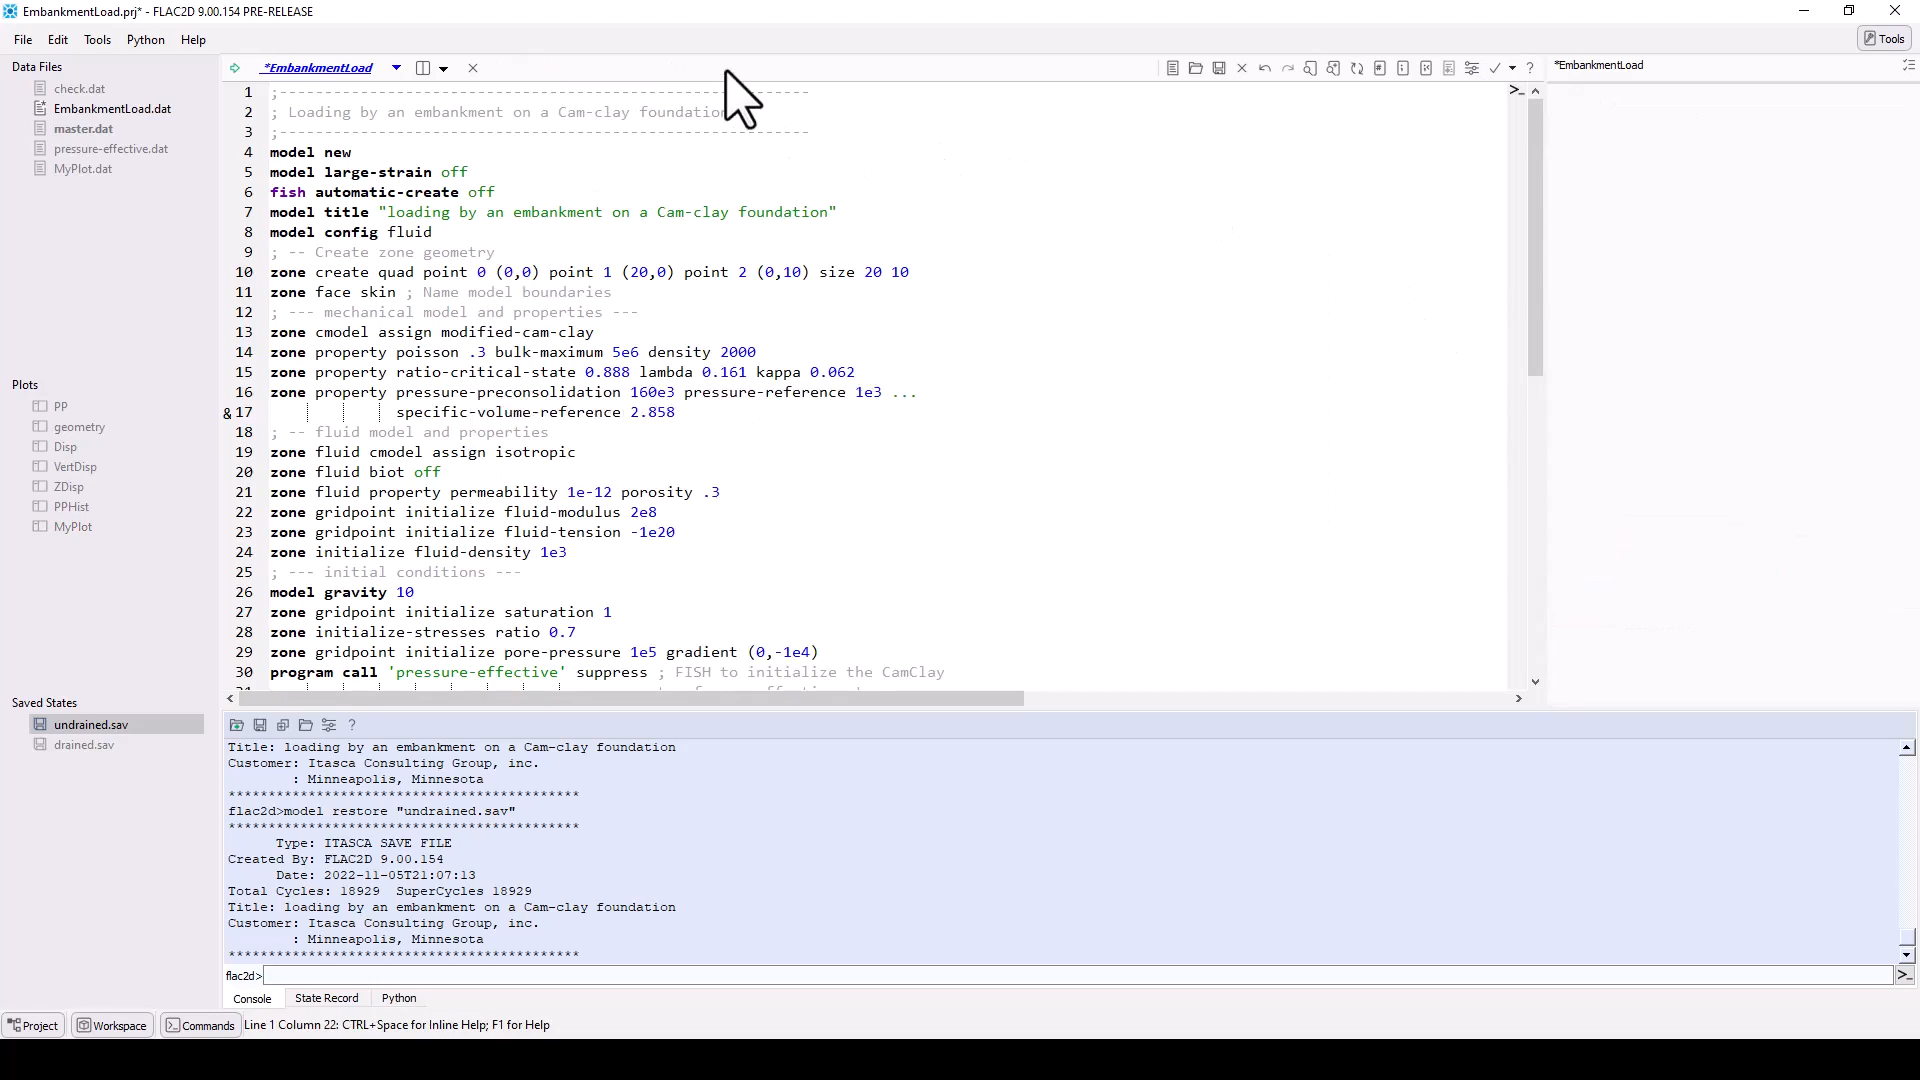 EmbankmentLoad.prj* - FLAC2D 9.00.154 PRE-RELEASE
File Edit Tools Python Help
Tools
Data Files
check.dat
EmbankmentLoad.dat
master.dat
pressure-effective.dat
MyPlot.dat
Plots
PP
geometry
Disp
VertDisp
ZDisp
PPHist
MyPlot
Saved States
undrained.sav
drained.sav
*EmbankmentLoad
1 ;-----------------------------------------------------------
2 ; Loading by an embankment on a Cam-clay foundation
3 ;-----------------------------------------------------------
4 model new
5 model large-strain off
6 fish automatic-create off
7 model title "loading by an embankment on a Cam-clay foundation"
8 model config fluid
9 ; -- Create zone geometry
10 zone create quad point 0 (0,0) point 1 (20,0) point 2 (0,10) size 20 10
11 zone face skin ; Name model boundaries
12 ; --- mechanical model and properties ---
13 zone cmodel assign modified-cam-clay
14 zone property poisson .3 bulk-maximum 5e6 density 2000
15 zone property ratio-critical-state 0.888 lambda 0.161 kappa 0.062
16 zone property pressure-preconsolidation 160e3 pressure-reference 1e3 ...
& 17 specific-volume-reference 2.858
18 ; -- fluid model and properties
19 zone fluid cmodel assign isotropic
20 zone fluid biot off
21 zone fluid property permeability 1e-12 porosity .3
22 zone gridpoint initialize fluid-modulus 2e8
23 zone gridpoint initialize fluid-tension -1e20
24 zone initialize fluid-density 1e3
25 ; --- initial conditions ---
26 model gravity 10
27 zone gridpoint initialize saturation 1
28 zone initialize-stresses ratio 0.7
29 zone gridpoint initialize pore-pressure 1e5 gradient (0,-1e4)
30 program call 'pressure-effective' suppress ; FISH to initialize the CamClay
*EmbankmentLoad
Title: loading by an embankment on a Cam-clay foundation
Customer: Itasca Consulting Group, inc.
: Minneapolis, Minnesota
********************************************
flac2d>model restore "undrained.sav"
********************************************
Type: ITASCA SAVE FILE
Created By: FLAC2D 9.00.154
Date: 2022-11-05T21:07:13
Total Cycles: 18929 SuperCycles 18929
Title: loading by an embankment on a Cam-clay foundation
Customer: Itasca Consulting Group, inc.
: Minneapolis, Minnesota
********************************************
flac2d>
Console State Record Python
Project Workspace Commands Line 1 Column 22: CTRL+Space for Inline Help; F1 for Help